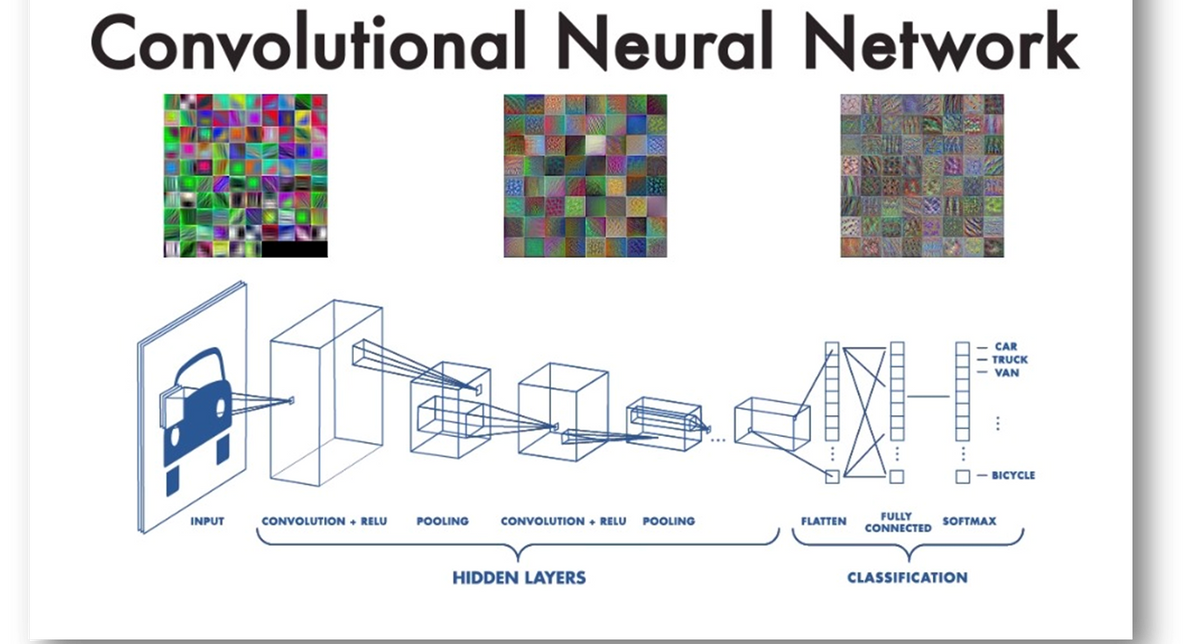 Convolutional Neural Network
CAR
TRUCK
VAN
BICYCLE
INPUT
CONVOLUTION + RELU
POOLING
CONVOLUTION + RELU
POOLING
FLATTEN
FULLY
CONNECTED
SOFTMAX
HIDDEN LAYERS
CLASSIFICATION